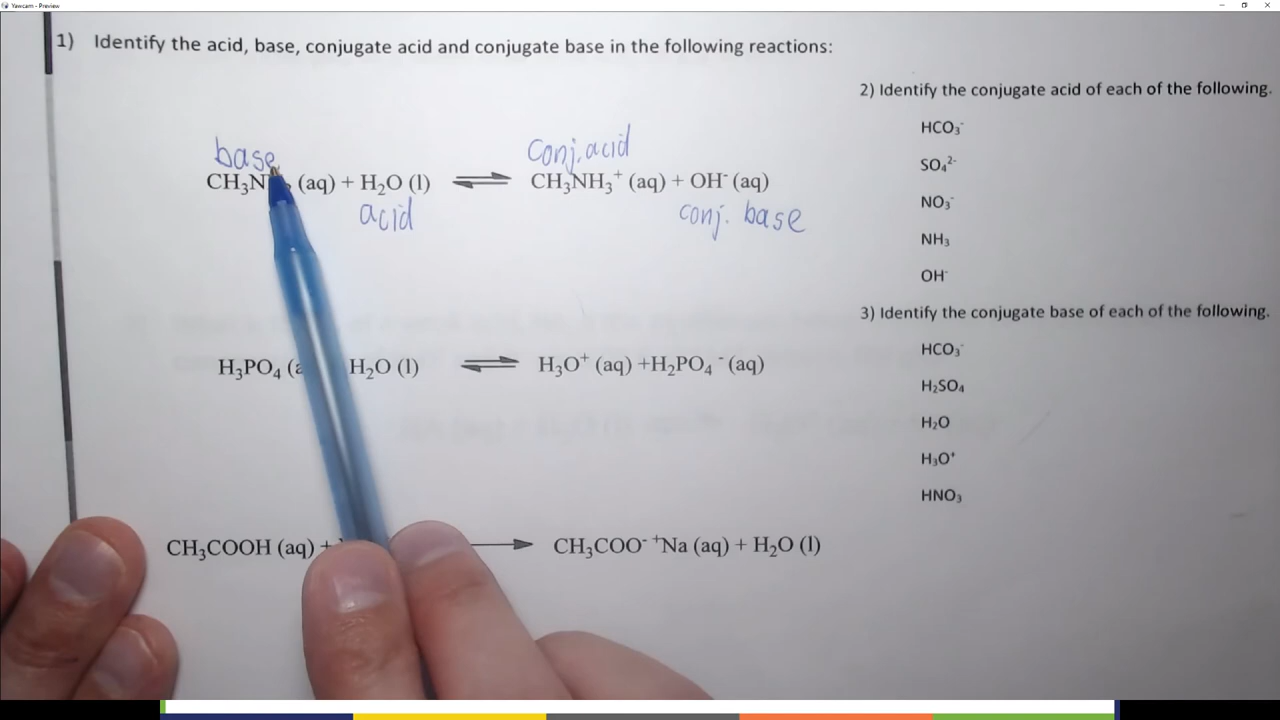 Yawcam - Preview
1) Identify the acid, base, conjugate acid and conjugate base in the following reactions:
base conj. acid
CH₃N (aq) + H₂O (l) ⇌ CH₃NH₃⁺ (aq) + OH⁻ (aq)
acid conj. base
H₃PO₄ (a H₂O (l) ⇌ H₃O⁺ (aq) +H₂PO₄ ⁻ (aq)
CH₃COOH (aq) + → CH₃COO⁻ ⁺Na (aq) + H₂O (l)
2) Identify the conjugate acid of each of the following.
HCO₃⁻
SO₄²⁻
NO₃⁻
NH₃
OH⁻
3) Identify the conjugate base of each of the following.
HCO₃⁻
H₂SO₄
H₂O
H₃O⁺
HNO₃